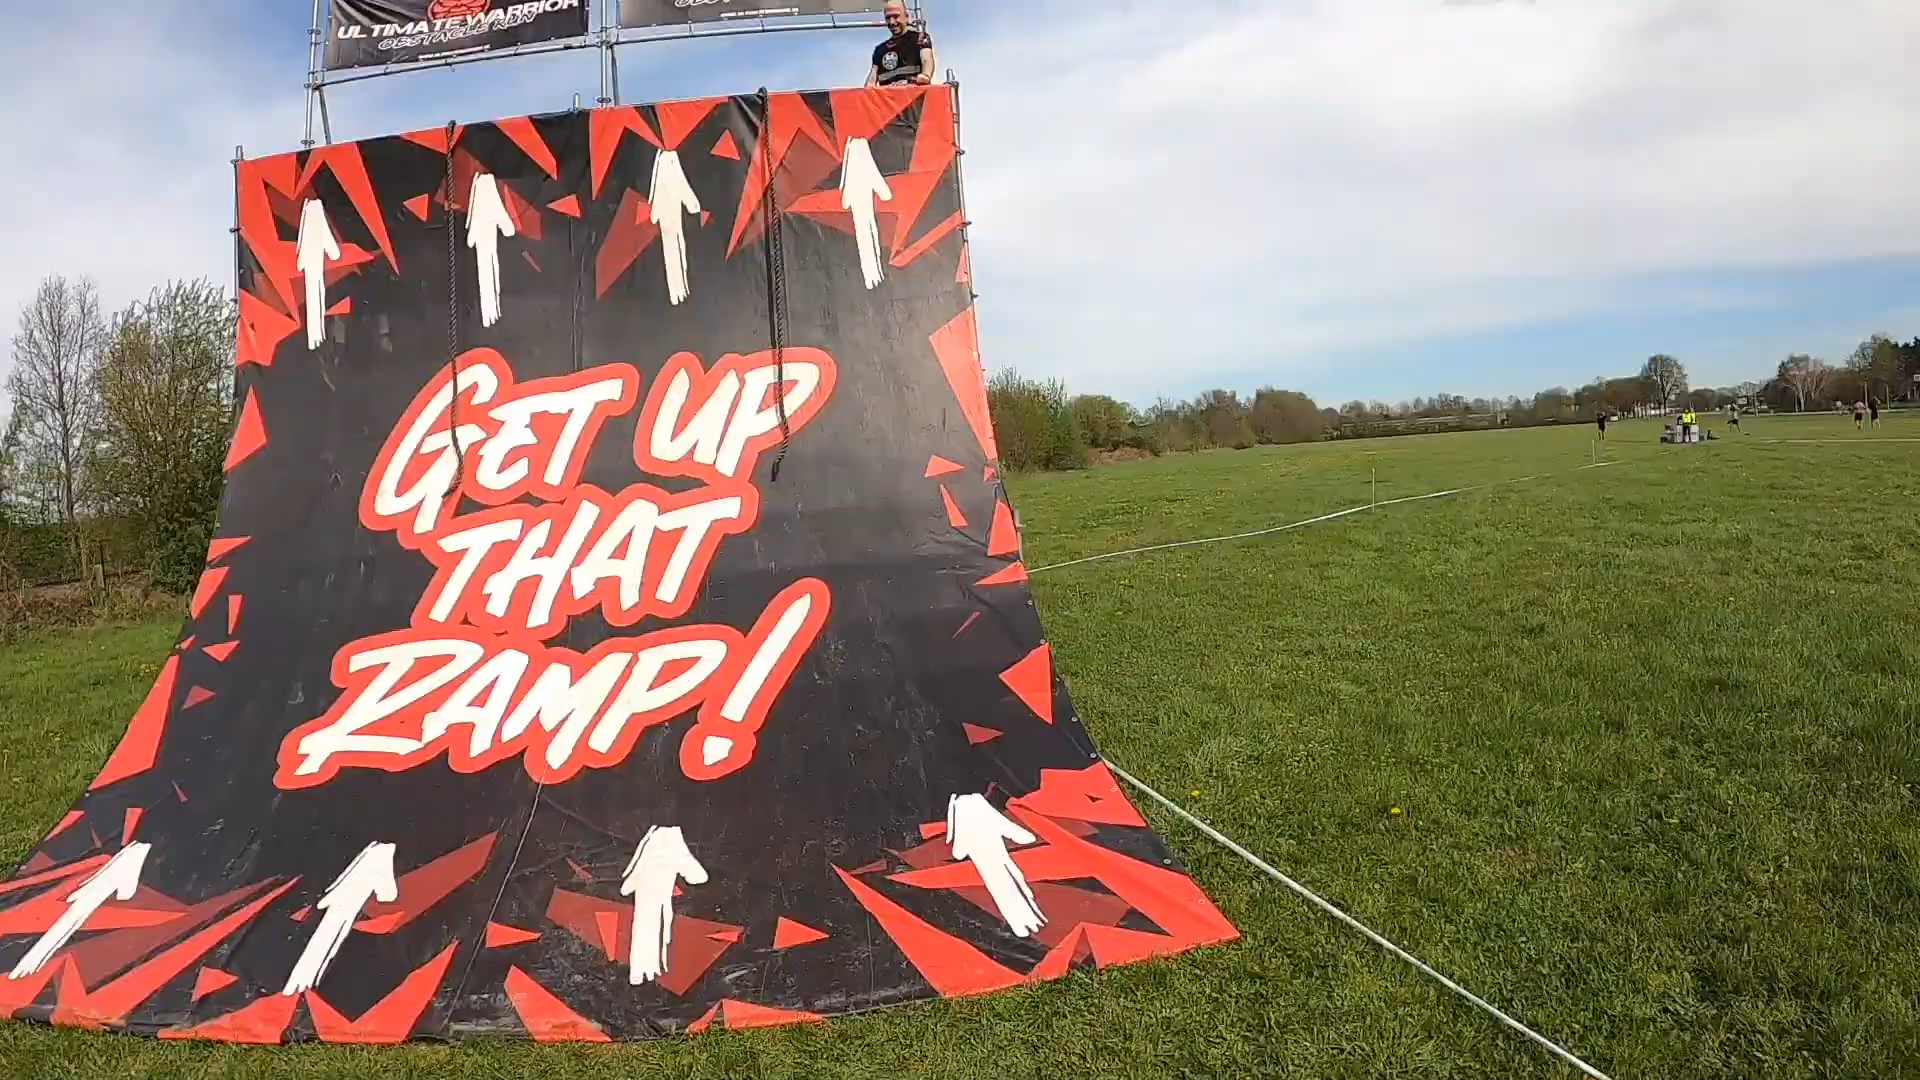 ULTIMATE WARRIOR
OBSTACLE RUN
GET UP
THAT
RAMP!